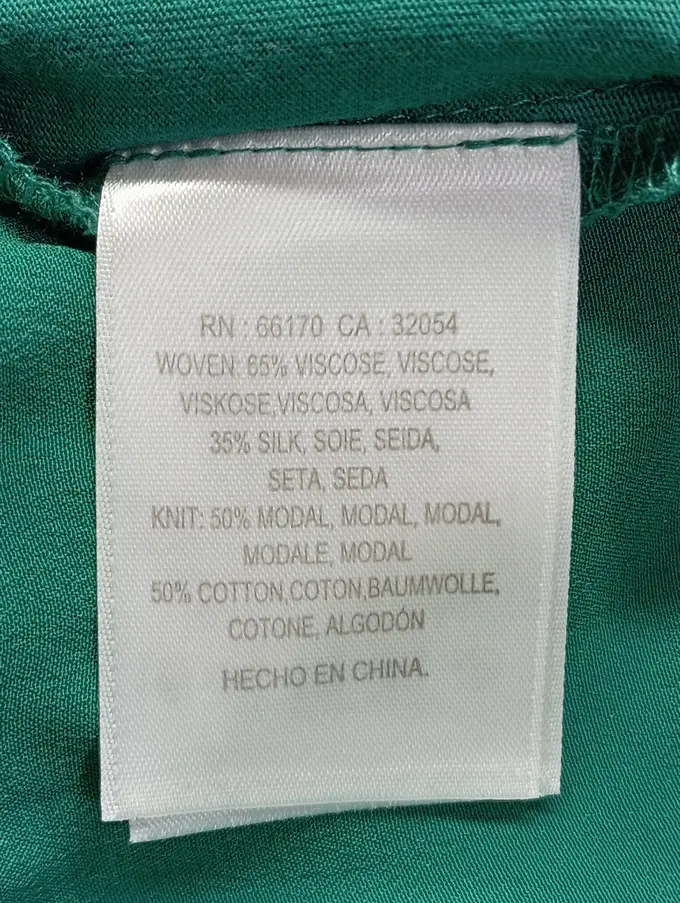 RN : 66170 CA : 32054
WOVEN: 65% VISCOSE, VISCOSE,
VISKOSE,VISCOSA, VISCOSA
35% SILK, SOIE, SEIDA,
SETA, SEDA
KNIT: 50% MODAL, MODAL, MODAL,
MODALE, MODAL
50% COTTON,COTON,BAUMWOLLE,
COTONE, ALGODÓN
HECHO EN CHINA.